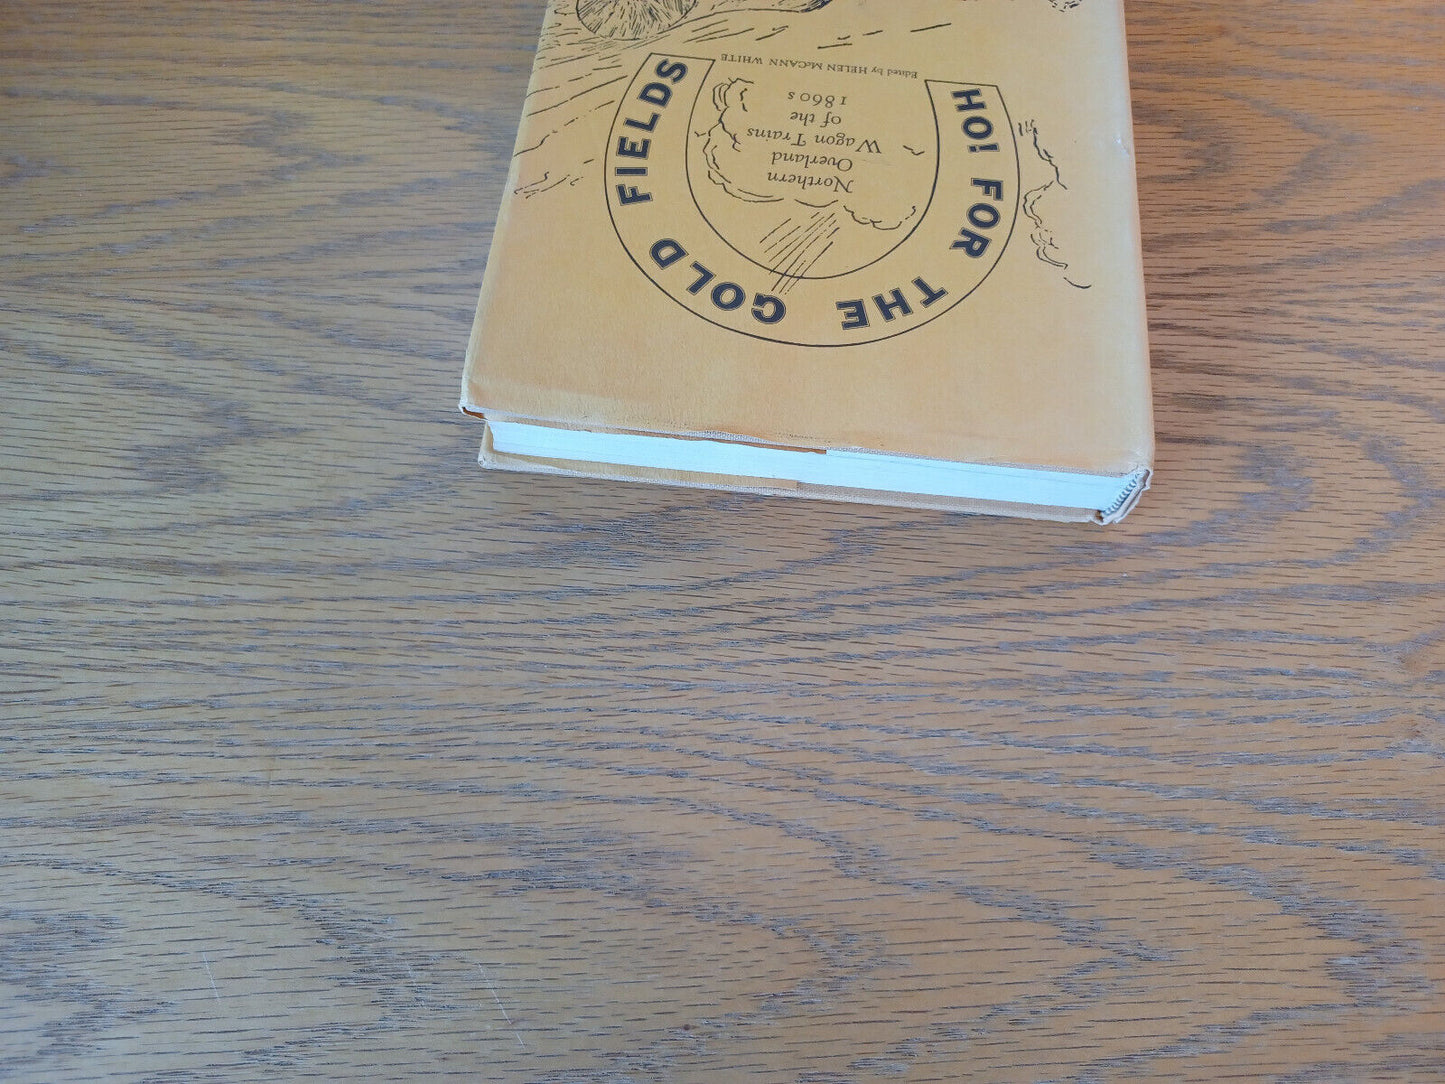 HO! FOR THE GOLD FIELDS
Northern
Overland
Wagon Trains
of the
1860s
Edited by HELEN McCANN WHITE